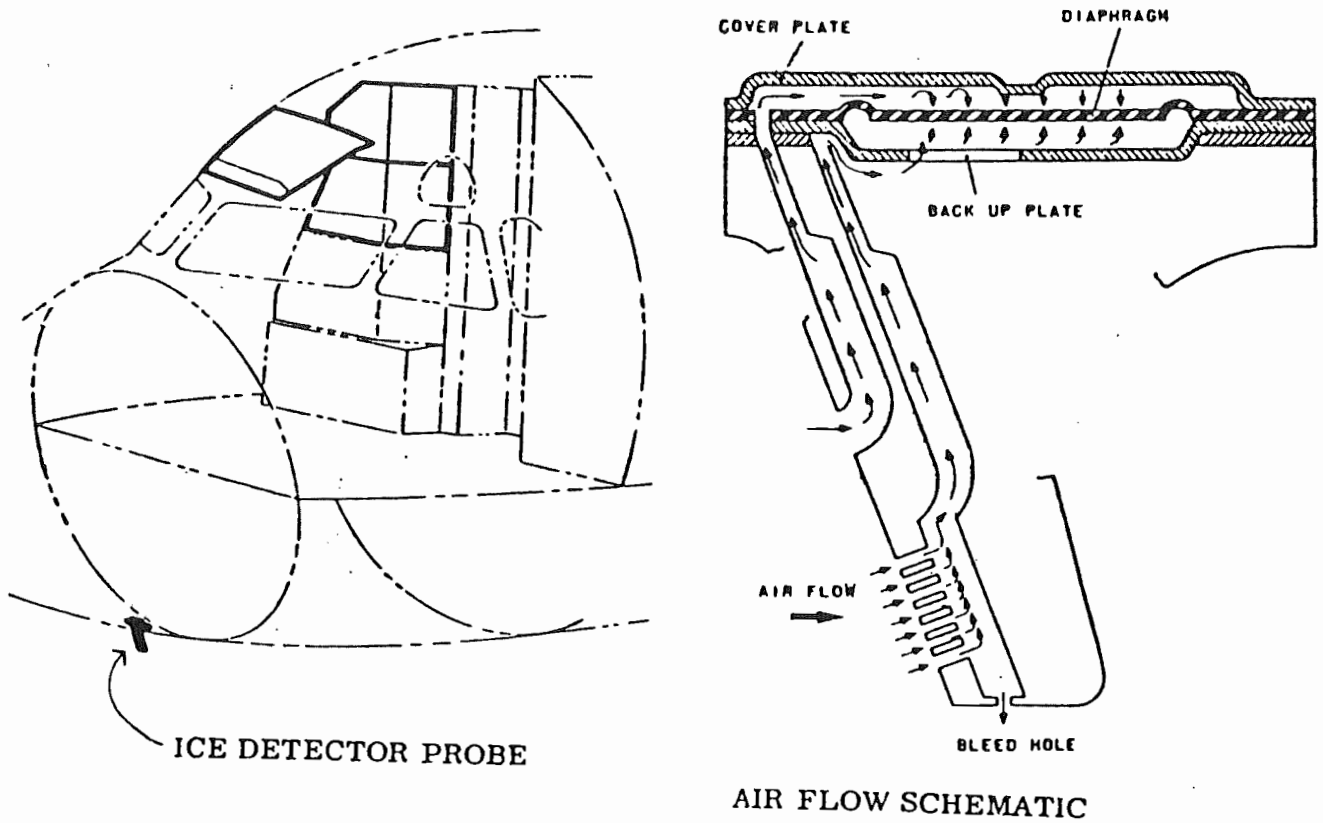 COVER PLATE
DIAPHRAGM
BACK UP PLATE
AIR FLOW
BLEED HOLE
ICE DETECTOR PROBE
AIR FLOW SCHEMATIC